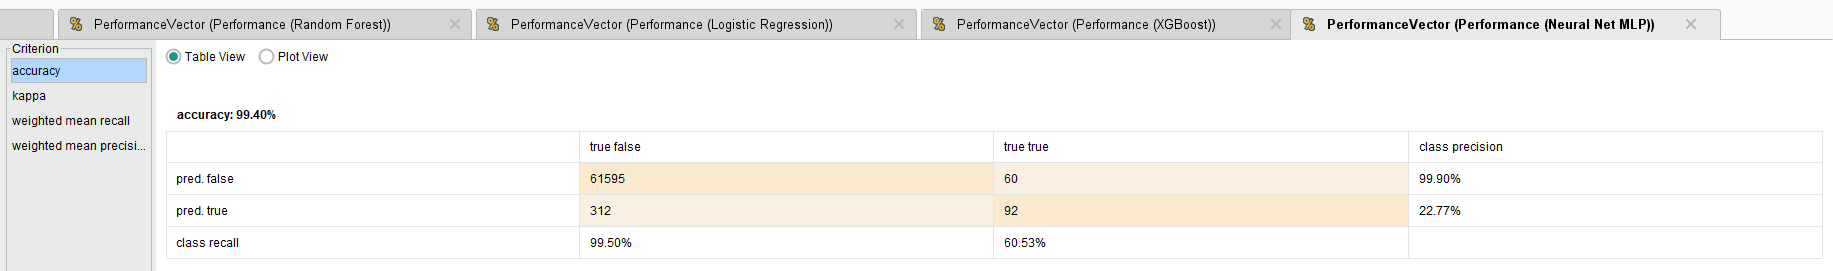 PerformanceVector (Performance (Random Forest)) PerformanceVector (Performance (Logistic Regression)) PerformanceVector (Performance (XGBoost)) PerformanceVector (Performance (Neural Net MLP))
Criterion
accuracy
kappa
weighted mean recall
weighted mean precisi...
Table View Plot View
accuracy: 99.40%
true false true true class precision
pred. false 61595 60 99.90%
pred. true 312 92 22.77%
class recall 99.50% 60.53%